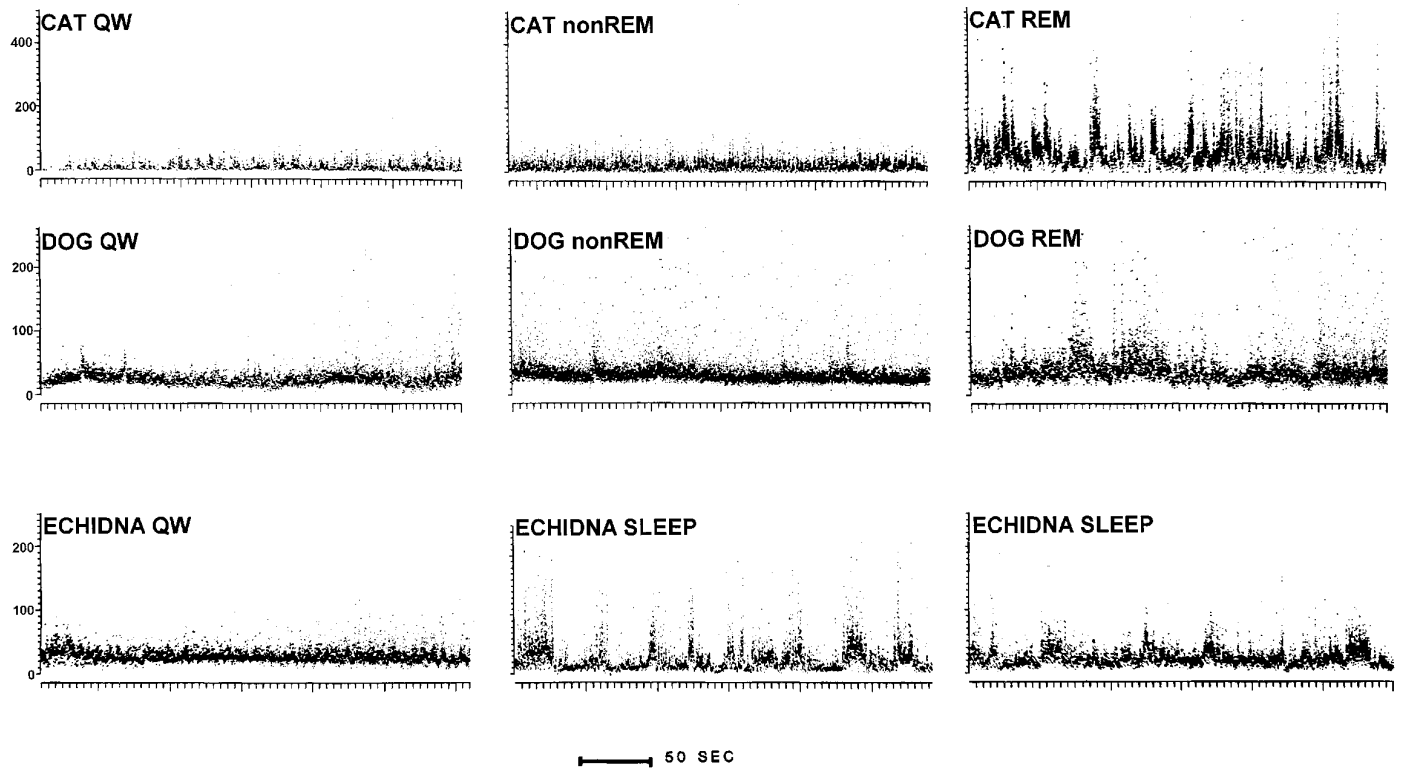 CAT QW
CAT nonREM
CAT REM
400
200
0
DOG QW
DOG nonREM
DOG REM
200
100
0
ECHIDNA QW
ECHIDNA SLEEP
ECHIDNA SLEEP
200
100
0
50 SEC